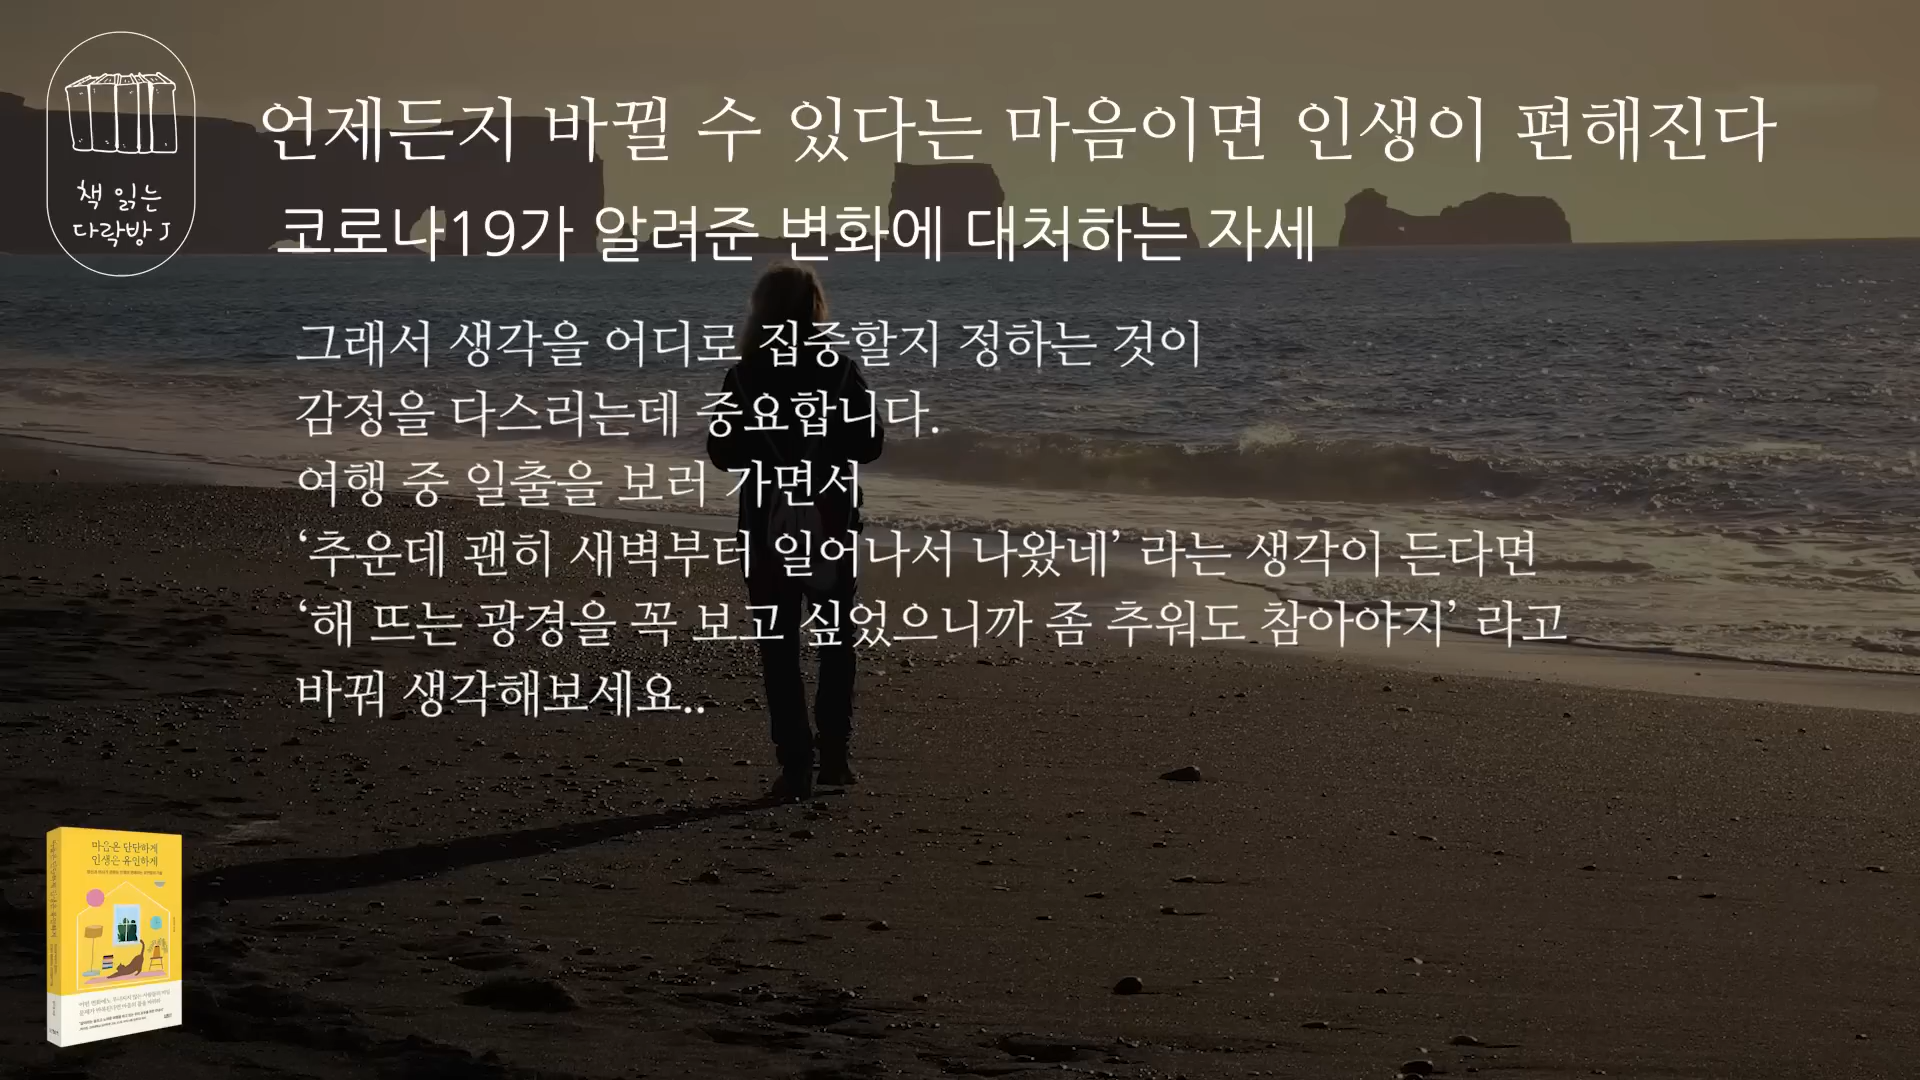 책 읽는
다락방 J
언제든지 바뀔 수 있다는 마음이면 인생이 편해진다
코로나19가 알려준 변화에 대처하는 자세
그래서 생각을 어디로 집중할지 정하는 것이
감정을 다스리는데 중요합니다.
여행 중 일출을 보러 가면서
‘추운데 괜히 새벽부터 일어나서 나왔네’ 라는 생각이 든다면
‘해 뜨는 광경을 꼭 보고 싶었으니까 좀 추워도 참아야지’ 라고
바꿔 생각해보세요..
마음은 단단하게
인생은 유연하게